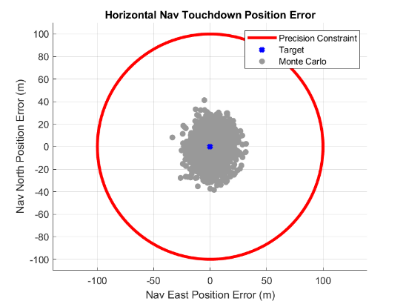 Horizontal Nav Touchdown Position Error
Precision Constraint
Target
Monte Carlo
100
80
60
40
20
0
-20
-40
-60
-80
-100
Nav North Position Error (m)
-100 -50 0 50 100
Nav East Position Error (m)